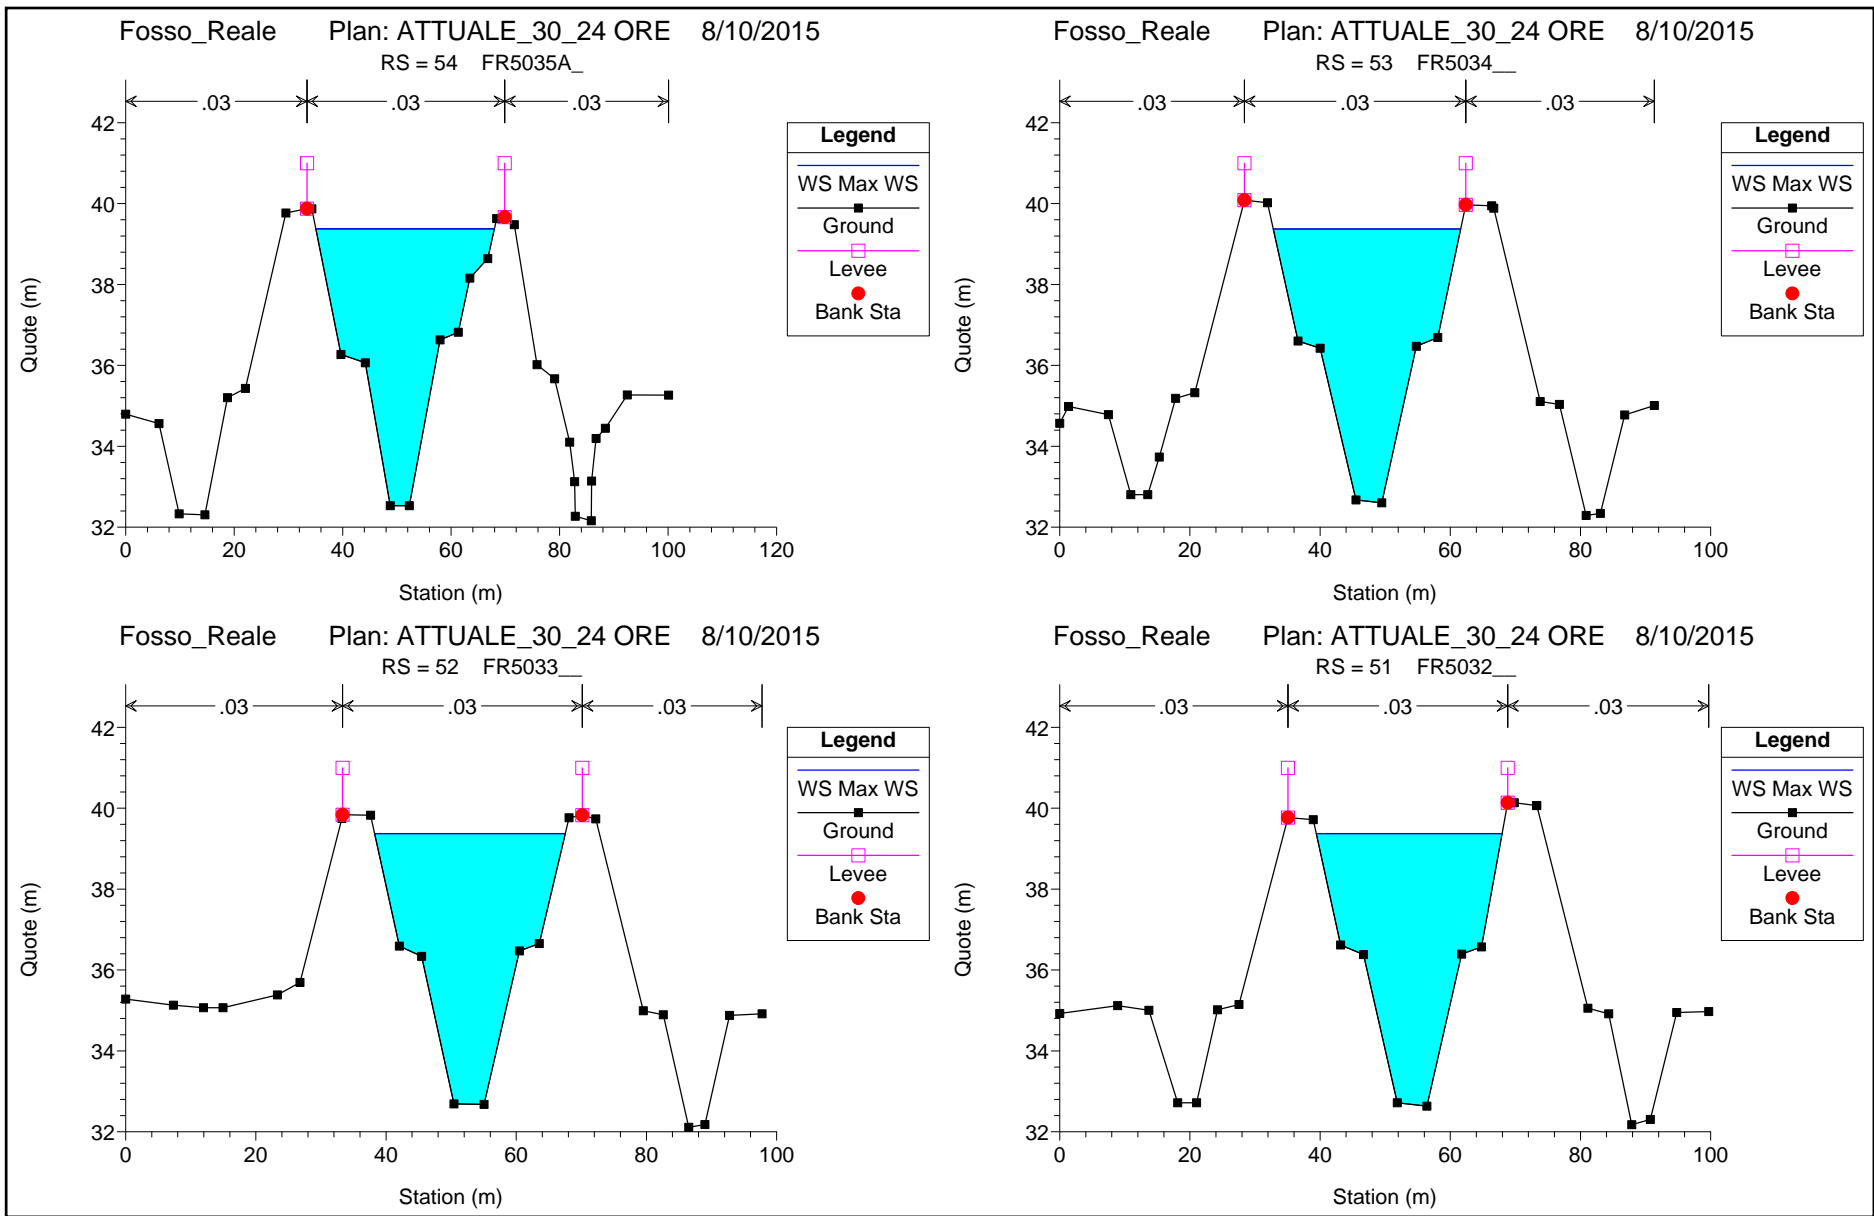 Fosso_Reale Plan: ATTUALE_30_24 ORE 8/10/2015
RS = 54 FR5035A_
.03 .03 .03
42
40
38
36
34
32
Quote (m)
0 20 40 60 80 100 120
Station (m)
Legend
WS Max WS
Ground
Levee
Bank Sta
Fosso_Reale Plan: ATTUALE_30_24 ORE 8/10/2015
RS = 53 FR5034__
.03 .03 .03
42
40
38
36
34
32
Quote (m)
0 20 40 60 80 100
Station (m)
Legend
WS Max WS
Ground
Levee
Bank Sta
Fosso_Reale Plan: ATTUALE_30_24 ORE 8/10/2015
RS = 52 FR5033__
.03 .03 .03
42
40
38
36
34
32
Quote (m)
0 20 40 60 80 100
Station (m)
Legend
WS Max WS
Ground
Levee
Bank Sta
Fosso_Reale Plan: ATTUALE_30_24 ORE 8/10/2015
RS = 51 FR5032__
.03 .03 .03
42
40
38
36
34
32
Quote (m)
0 20 40 60 80 100
Station (m)
Legend
WS Max WS
Ground
Levee
Bank Sta